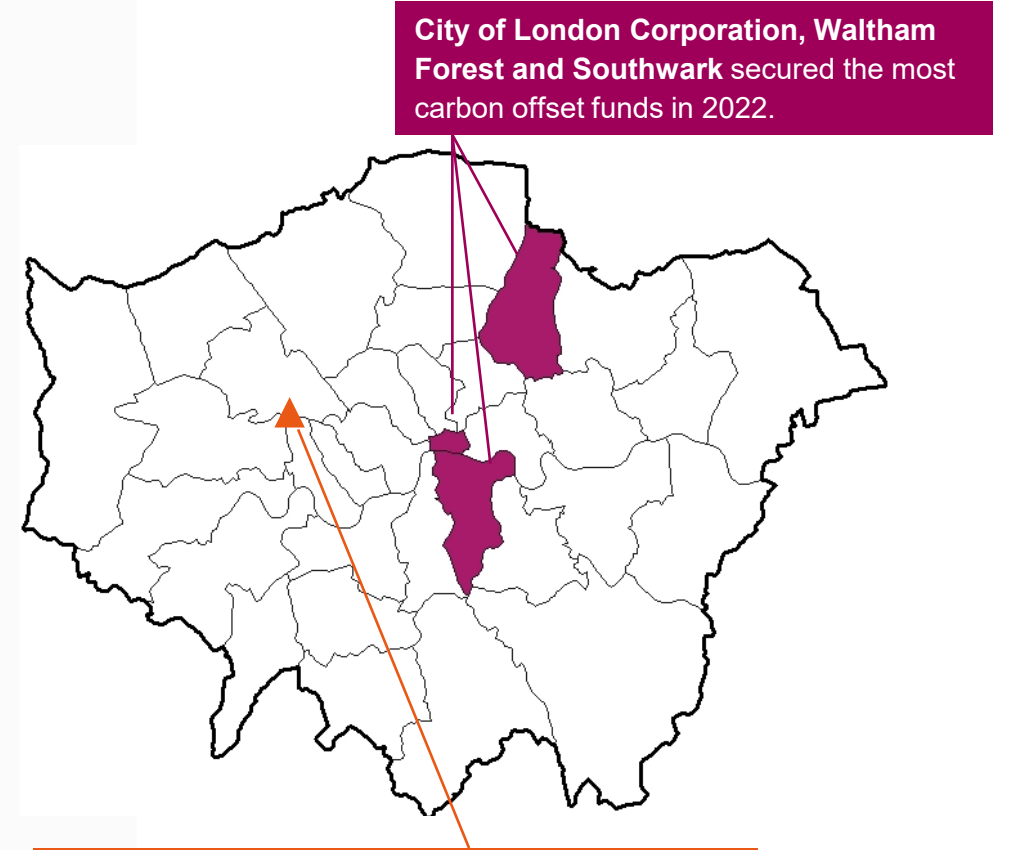 City of London Corporation, Waltham
Forest and Southwark secured the most
carbon offset funds in 2022.